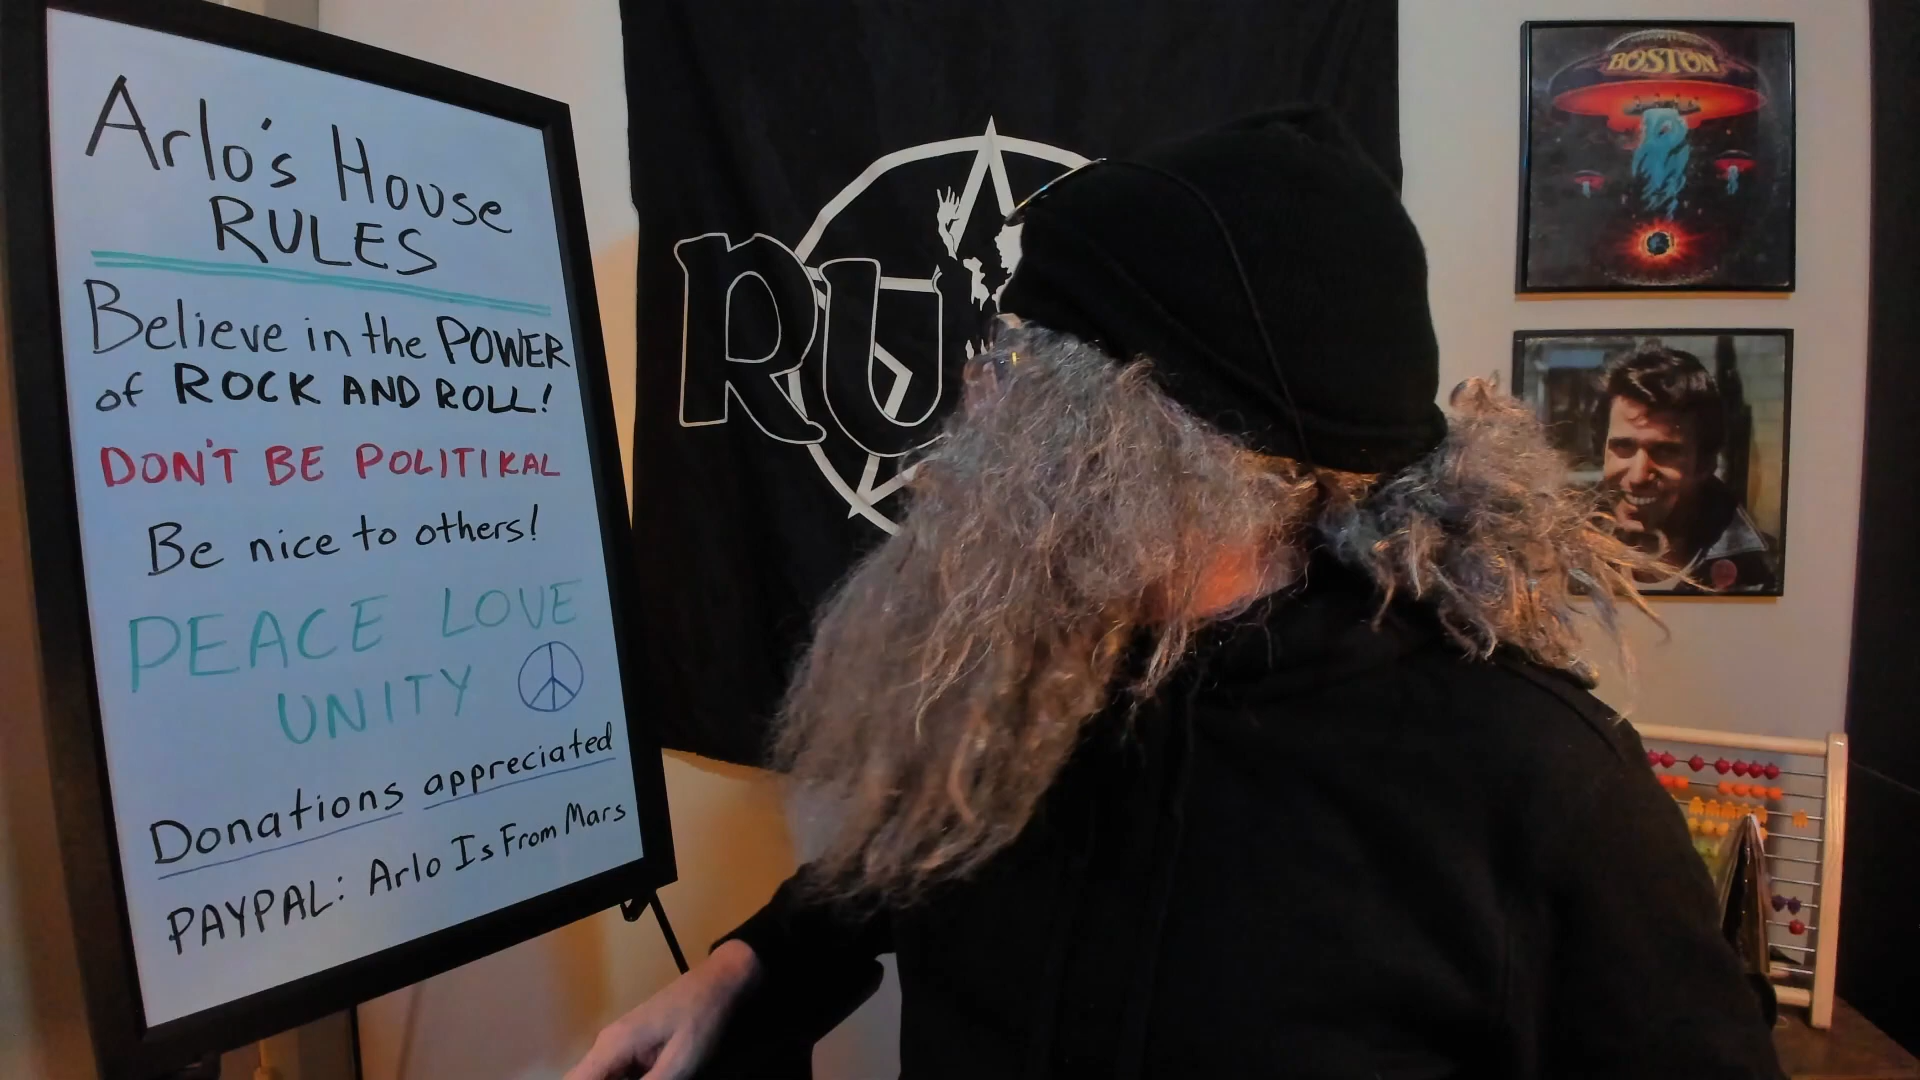 Arlo's House
RULES
Believe in the POWER
of ROCK AND ROLL!
DON'T BE POLITIKAL
Be nice to others!
PEACE LOVE
UNITY
Donations appreciated
PAYPAL: Arlo Is From Mars
RU
BOSTON